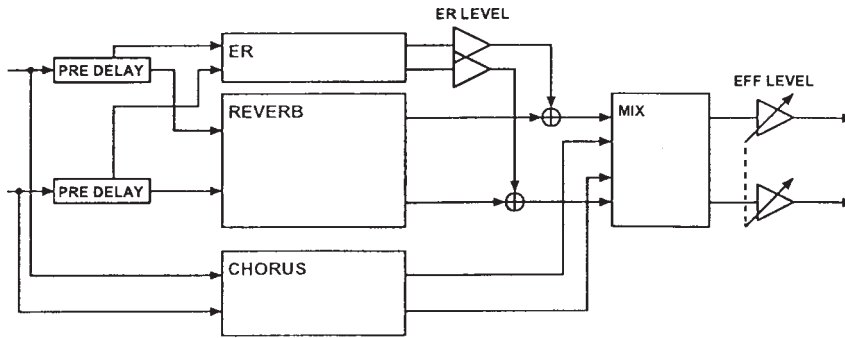 ER LEVEL
ER
PRE DELAY
EFF LEVEL
REVERB
MIX
PRE DELAY
CHORUS